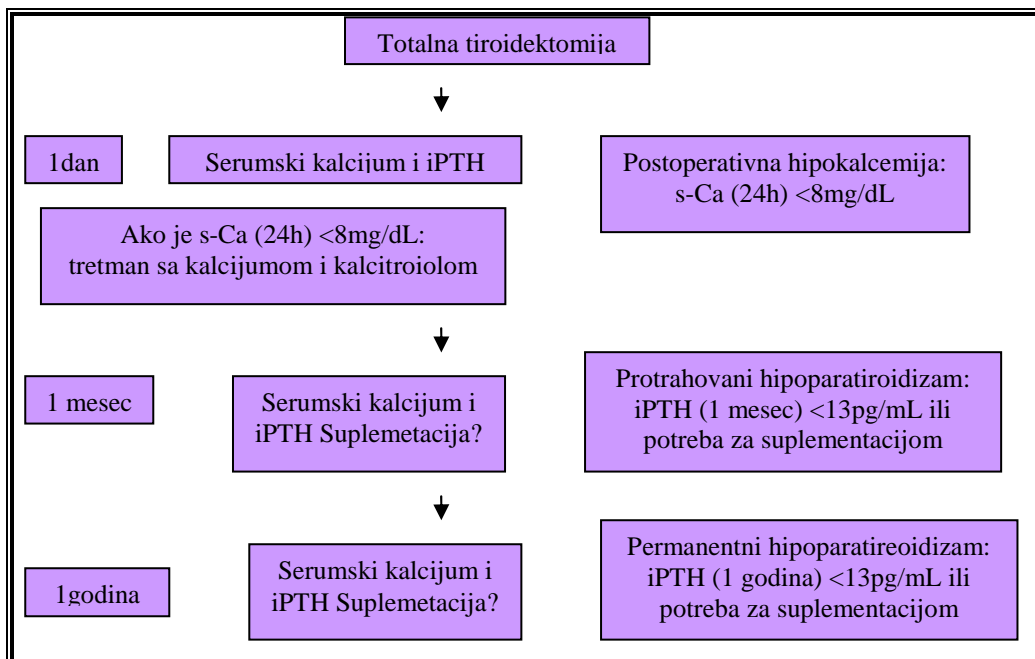 Totalna tiroidektomija
1dan
Serumski kalcijum i iPTH
Postoperativna hipokalcemija:
s-Ca (24h) <8mg/dL
Ako je s-Ca (24h) <8mg/dL:
tretman sa kalcijumom i kalcitroiolom
1 mesec
Serumski kalcijum i
iPTH Suplemetacija?
Protrahovani hipoparatiroidizam:
iPTH (1 mesec) <13pg/mL ili
potreba za suplementacijom
1godina
Serumski kalcijum i
iPTH Suplemetacija?
Permanentni hipoparatireoidizam:
iPTH (1 godina) <13pg/mL ili
potreba za suplementacijom